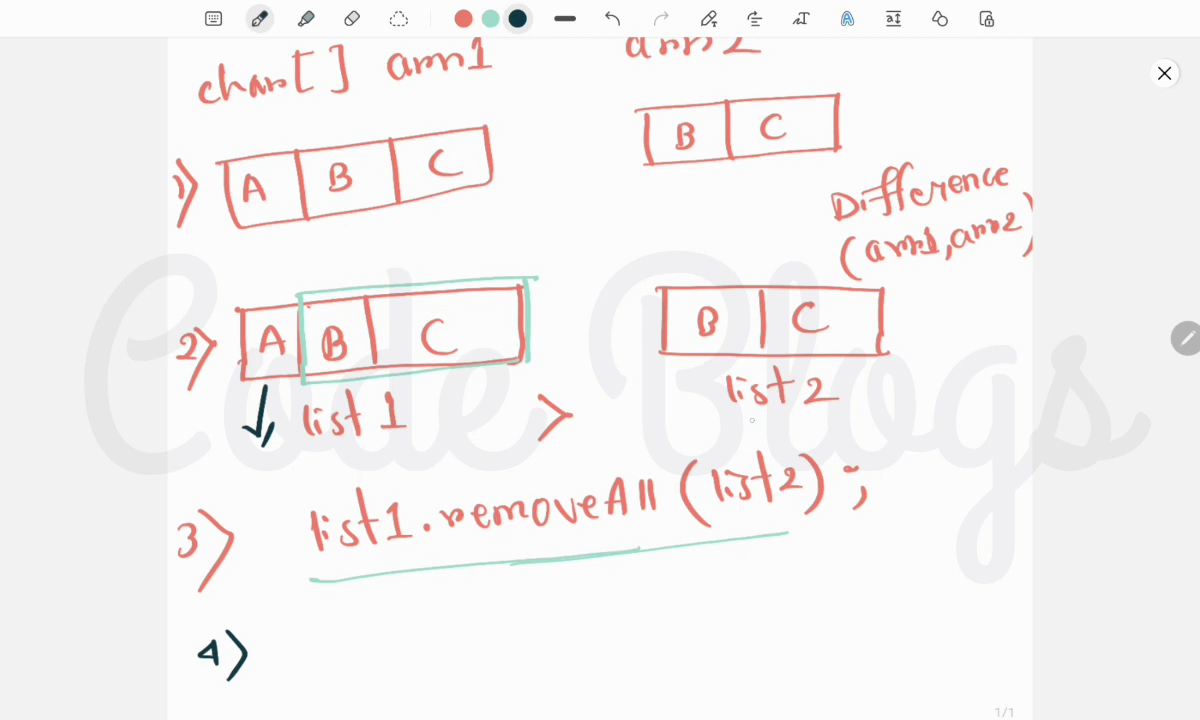 char[] arr1 arr2
1) A B C B C
Difference
(arr1, arr2)
2) A B C B C
list 1 > list 2
3) list1.removeAll(list2);
4)
Code Blogs
1/1